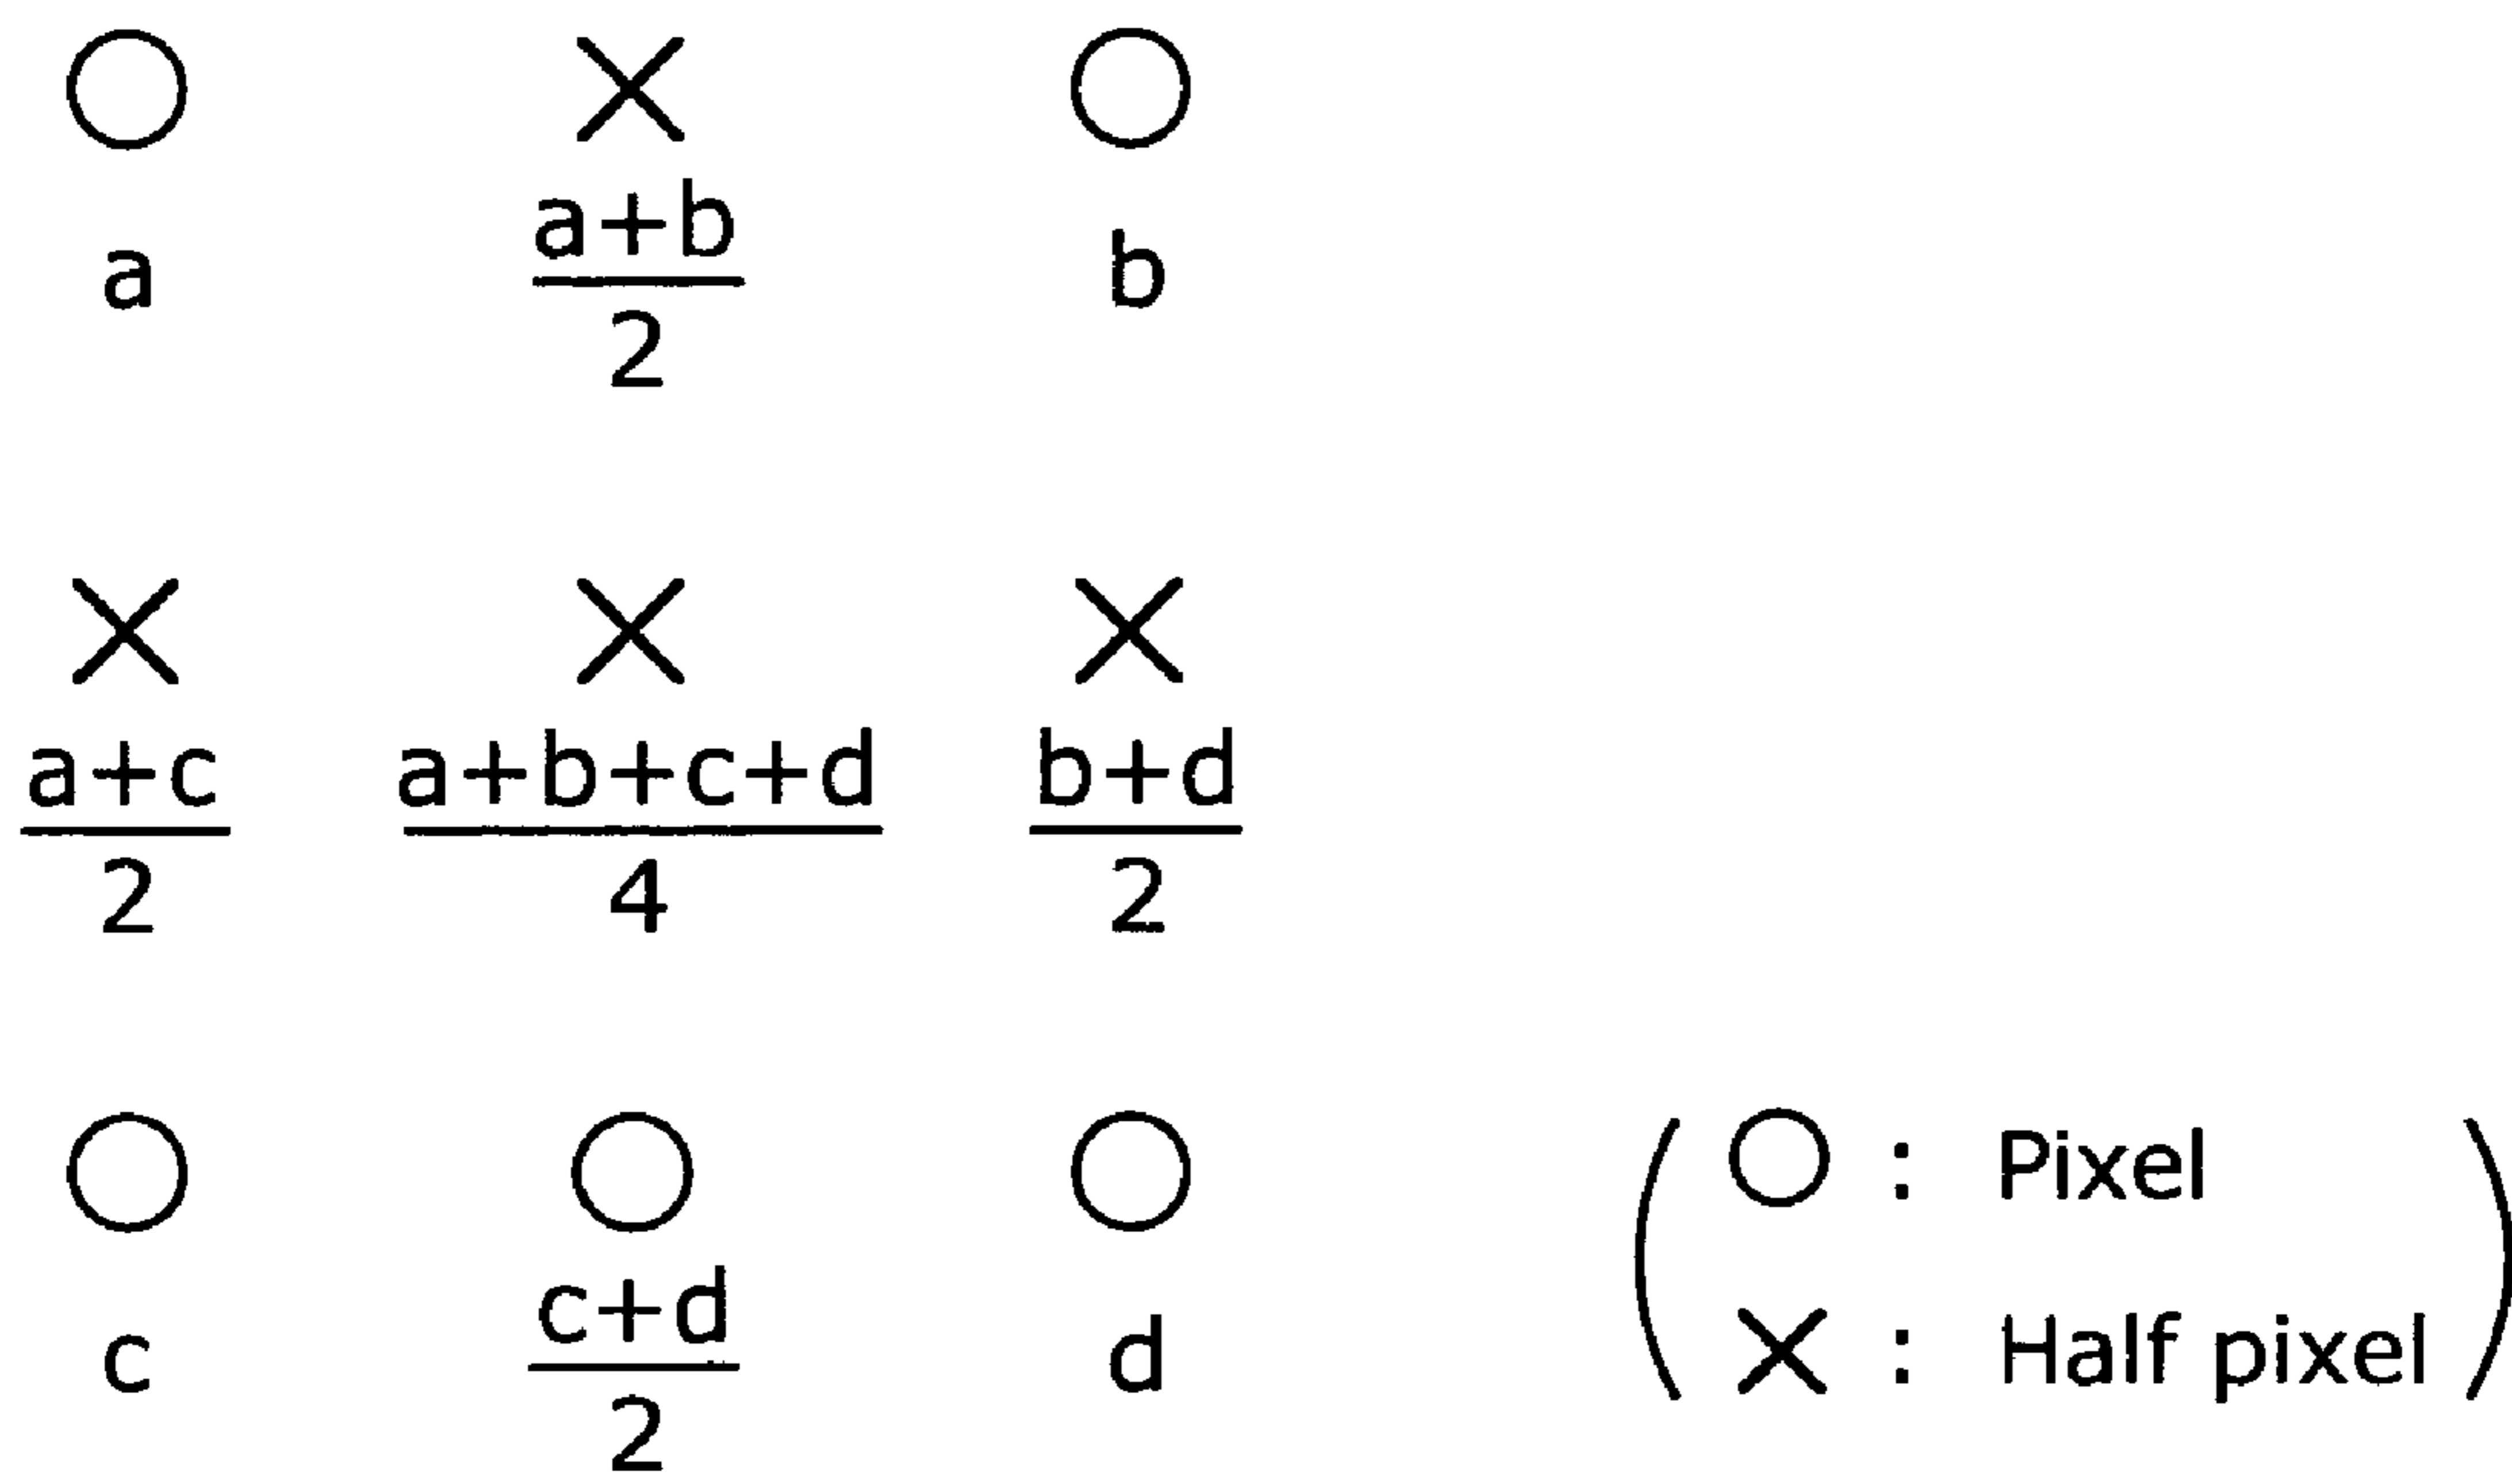 a  a+b/2  b
a+c/2  a+b+c+d/4  b+d/2
c  c+d/2  d
: Pixel
: Half pixel